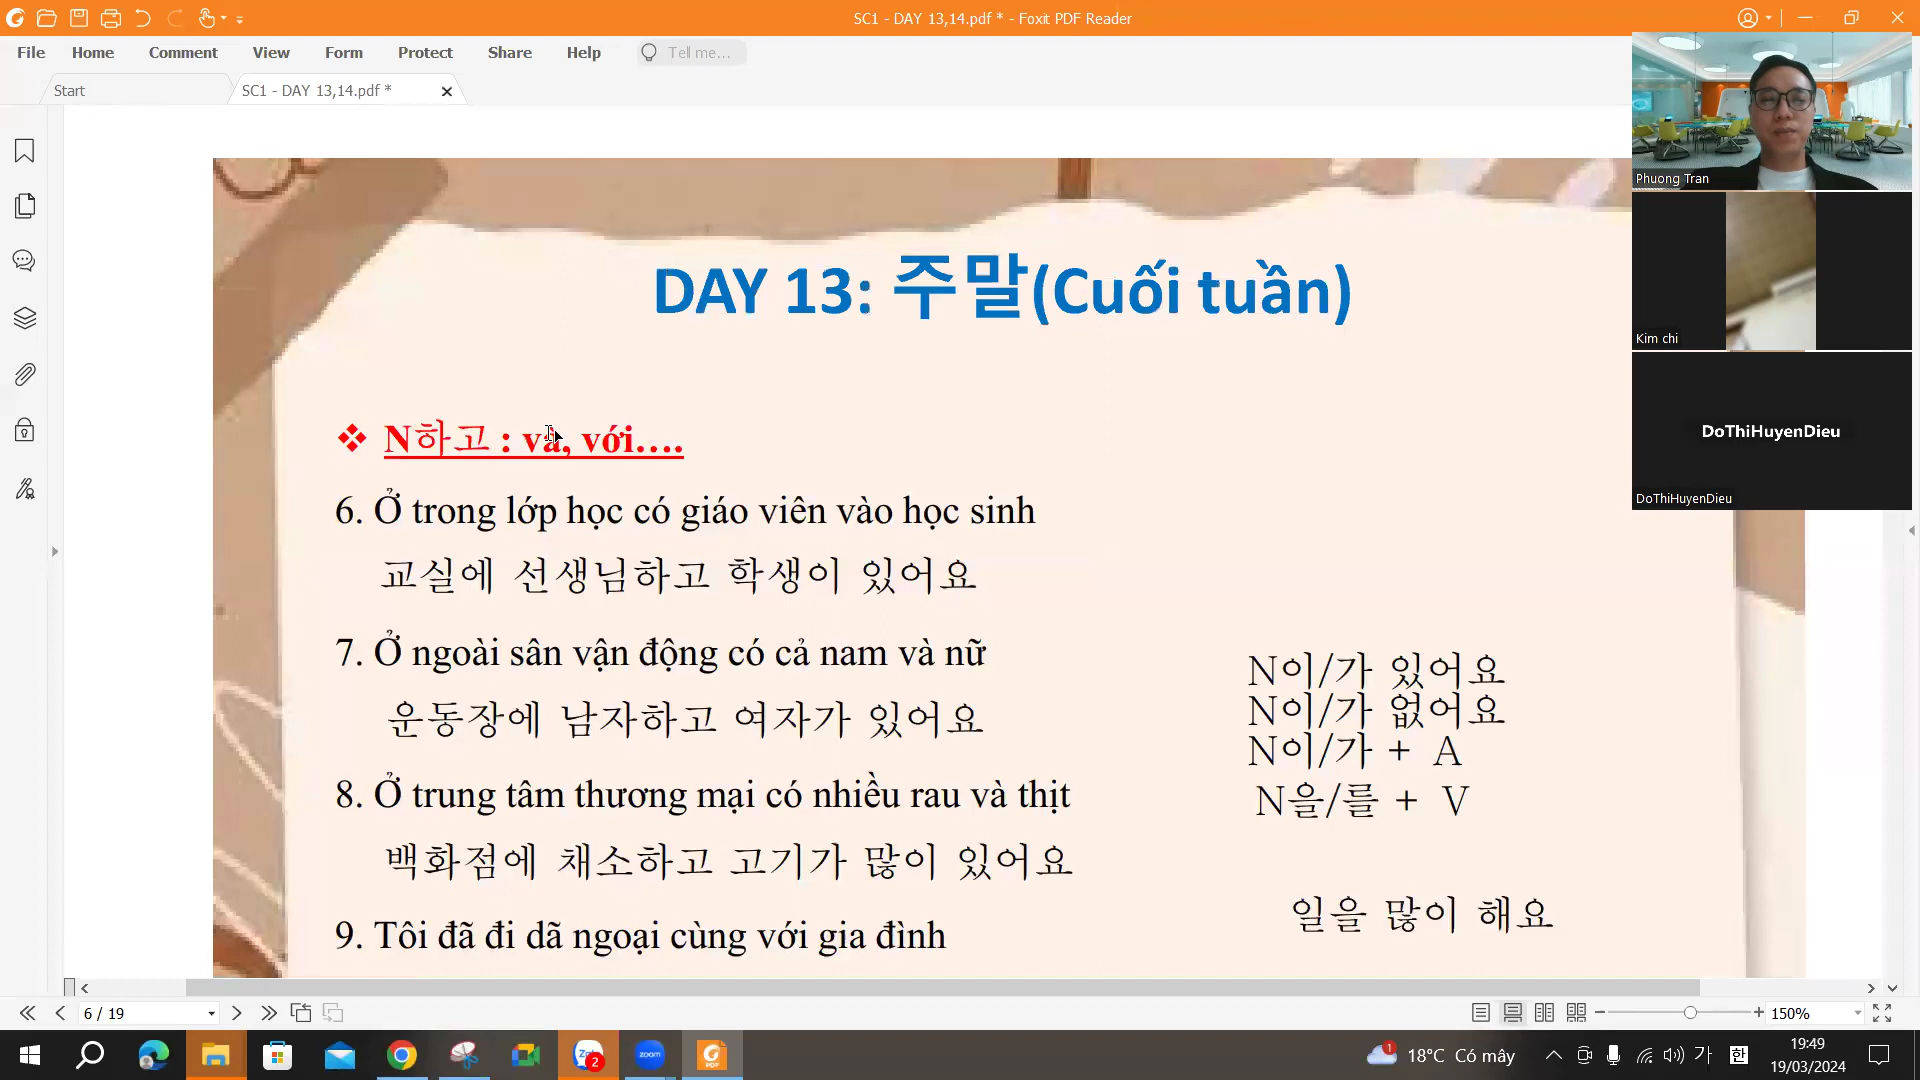 SC1 - DAY 13,14.pdf * - Foxit PDF Reader
File Home Comment View Form Protect Share Help Tell me...
Start SC1 - DAY 13,14.pdf *
Phuong Tran
Kim chi
DoThiHuyenDieu
DoThiHuyenDieu
DAY 13: 주말(Cuối tuần)
❖ N하고 : và, với….
6. Ở trong lớp học có giáo viên vào học sinh
교실에 선생님하고 학생이 있어요
7. Ở ngoài sân vận động có cả nam và nữ
운동장에 남자하고 여자가 있어요
8. Ở trung tâm thương mại có nhiều rau và thịt
백화점에 채소하고 고기가 많이 있어요
9. Tôi đã đi dã ngoại cùng với gia đình
N이/가 있어요
N이/가 없어요
N이/가 + A
N을/를 + V
일을 많이 해요
6 / 19
150%
zoom
PDF
2
1
18°C Có mây
가 한
19:49
19/03/2024